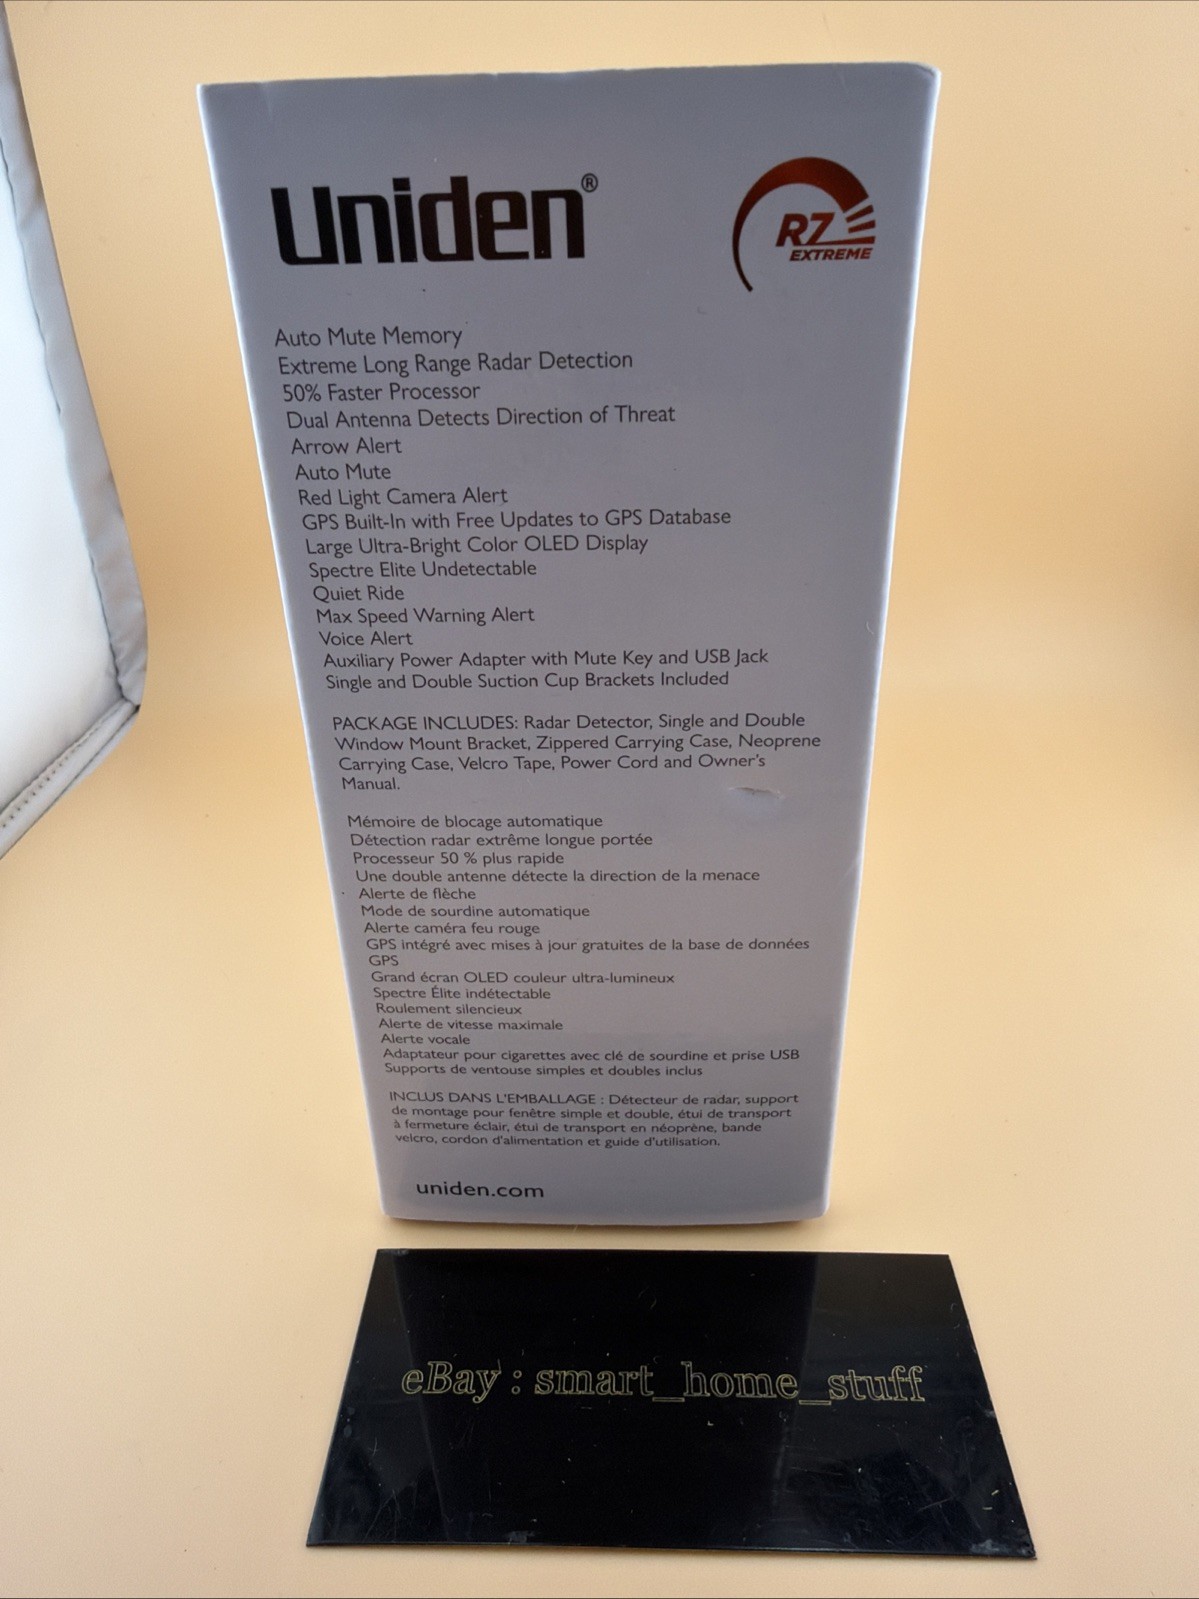 Uniden®
R7
EXTREME
Auto Mute Memory
Extreme Long Range Radar Detection
50% Faster Processor
Dual Antenna Detects Direction of Threat
Arrow Alert
Auto Mute
Red Light Camera Alert
GPS Built-In with Free Updates to GPS Database
Large Ultra-Bright Color OLED Display
Spectre Elite Undetectable
Quiet Ride
Max Speed Warning Alert
Voice Alert
Auxiliary Power Adapter with Mute Key and USB Jack
Single and Double Suction Cup Brackets Included
PACKAGE INCLUDES: Radar Detector, Single and Double
Window Mount Bracket, Zippered Carrying Case, Neoprene
Carrying Case, Velcro Tape, Power Cord and Owner's
Manual.
Mémoire de blocage automatique
Détection radar extrême longue portée
Processeur 50 % plus rapide
Une double antenne détecte la direction de la menace
Alerte de flèche
Mode de sourdine automatique
Alerte caméra feu rouge
GPS intégré avec mises à jour gratuites de la base de données
GPS
Grand écran OLED couleur ultra-lumineux
Spectre Élite indétectable
Roulement silencieux
Alerte de vitesse maximale
Alerte vocale
Adaptateur pour cigarettes avec clé de sourdine et prise USB
Supports de ventouse simples et doubles inclus
INCLUS DANS L'EMBALLAGE : Détecteur de radar, support
de montage pour fenêtre simple et double, étui de transport
à fermeture éclair, étui de transport en néoprène, bande
velcro, cordon d'alimentation et guide d'utilisation.
uniden.com
eBay : smart_home_stuff